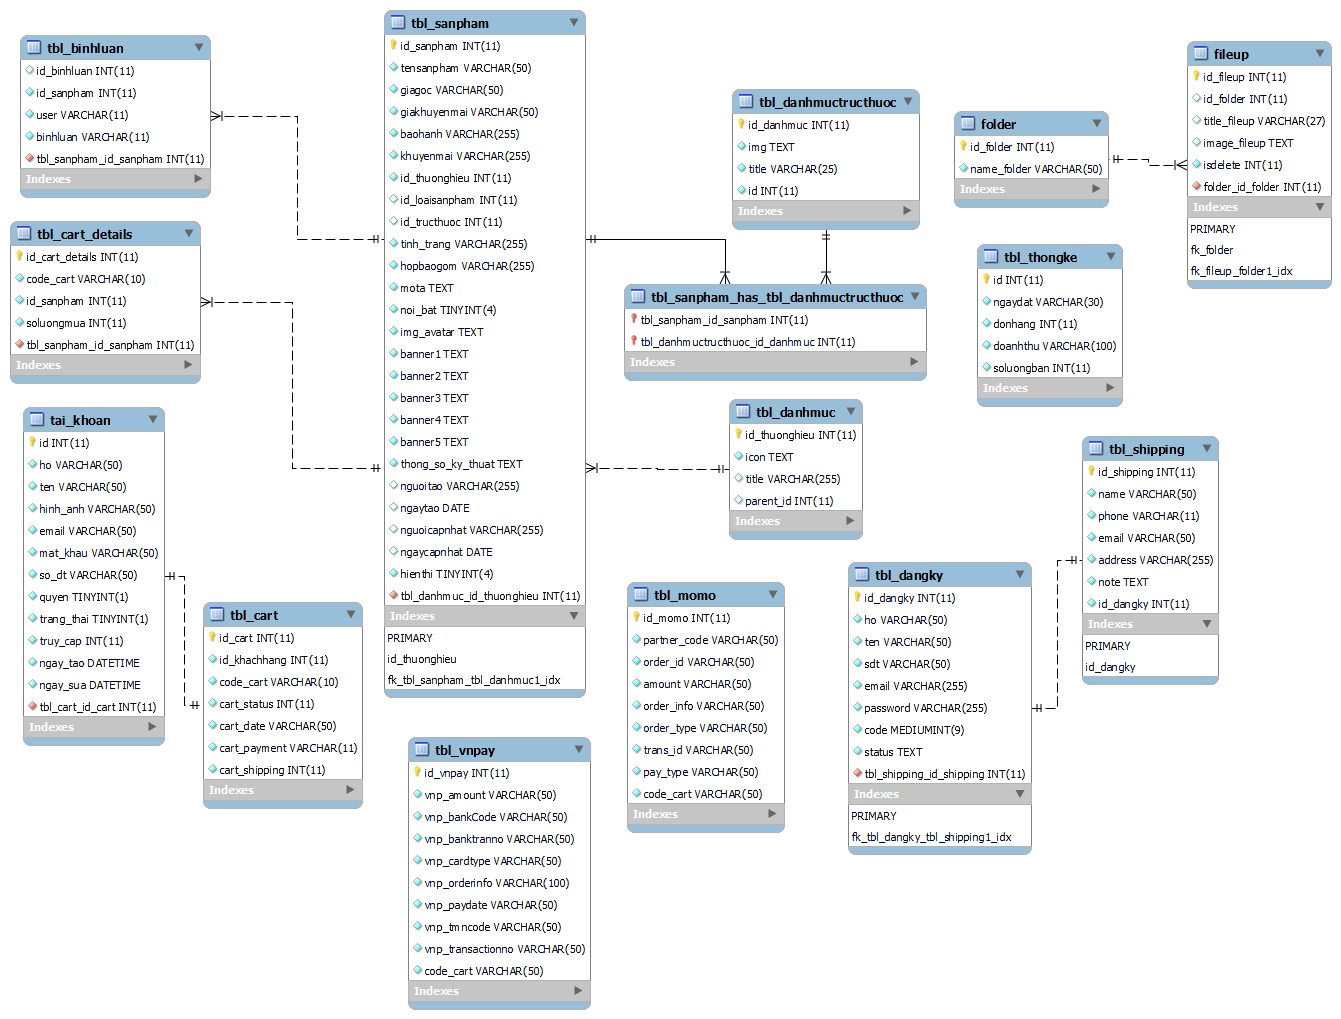 tbl_binhluan
id_binhluan INT(11)
id_sanpham INT(11)
user VARCHAR(11)
binhluan VARCHAR(11)
tbl_sanpham_id_sanpham INT(11)
Indexes
tbl_cart_details
id_cart_details INT(11)
code_cart VARCHAR(10)
id_sanpham INT(11)
soluongmua INT(11)
tbl_sanpham_id_sanpham INT(11)
Indexes
tai_khoan
id INT(11)
ho VARCHAR(50)
ten VARCHAR(50)
hinh_anh VARCHAR(50)
email VARCHAR(50)
mat_khau VARCHAR(50)
so_dt VARCHAR(50)
quyen TINYINT(1)
trang_thai TINYINT(1)
truy_cap INT(11)
ngay_tao DATETIME
ngay_sua DATETIME
tbl_cart_id_cart INT(11)
Indexes
tbl_cart
id_cart INT(11)
id_khachhang INT(11)
code_cart VARCHAR(10)
cart_status INT(11)
cart_date VARCHAR(50)
cart_payment VARCHAR(11)
cart_shipping INT(11)
Indexes
tbl_sanpham
id_sanpham INT(11)
tensanpham VARCHAR(50)
giagoc VARCHAR(50)
giakhuyenmai VARCHAR(50)
baohanh VARCHAR(255)
khuyenmai VARCHAR(255)
id_thuonghieu INT(11)
id_loaisanpham INT(11)
id_tructhuoc INT(11)
tinh_trang VARCHAR(255)
hopbaogom VARCHAR(255)
mota TEXT
noi_bat TINYINT(4)
img_avatar TEXT
banner1 TEXT
banner2 TEXT
banner3 TEXT
banner4 TEXT
banner5 TEXT
thong_so_ky_thuat TEXT
nguoitao VARCHAR(255)
ngaytao DATE
nguoicapnhat VARCHAR(255)
ngaycapnhat DATE
hienthi TINYINT(4)
tbl_danhmuc_id_thuonghieu INT(11)
Indexes
PRIMARY
id_thuonghieu
fk_tbl_sanpham_tbl_danhmuc1_idx
tbl_vnpay
id_vnpay INT(11)
vnp_amount VARCHAR(50)
vnp_bankCode VARCHAR(50)
vnp_banktranno VARCHAR(50)
vnp_cardtype VARCHAR(50)
vnp_orderinfo VARCHAR(100)
vnp_paydate VARCHAR(50)
vnp_tmncode VARCHAR(50)
vnp_transactionno VARCHAR(50)
code_cart VARCHAR(50)
Indexes
tbl_danhmuctructhuoc
id_danhmuc INT(11)
img TEXT
title VARCHAR(25)
id INT(11)
Indexes
tbl_sanpham_has_tbl_danhmuctructhuoc
tbl_sanpham_id_sanpham INT(11)
tbl_danhmuctructhuoc_id_danhmuc INT(11)
Indexes
tbl_danhmuc
id_thuonghieu INT(11)
icon TEXT
title VARCHAR(255)
parent_id INT(11)
Indexes
tbl_momo
id_momo INT(11)
partner_code VARCHAR(50)
order_id VARCHAR(50)
amount VARCHAR(50)
order_info VARCHAR(50)
order_type VARCHAR(50)
trans_id VARCHAR(50)
pay_type VARCHAR(50)
code_cart VARCHAR(50)
Indexes
folder
id_folder INT(11)
name_folder VARCHAR(50)
Indexes
fileup
id_fileup INT(11)
id_folder INT(11)
title_fileup VARCHAR(27)
image_fileup TEXT
isdelete INT(11)
folder_id_folder INT(11)
Indexes
PRIMARY
fk_folder
fk_fileup_folder1_idx
tbl_thongke
id INT(11)
ngaydat VARCHAR(30)
donhang INT(11)
doanhthu VARCHAR(100)
soluongban INT(11)
Indexes
tbl_shipping
id_shipping INT(11)
name VARCHAR(50)
phone VARCHAR(11)
email VARCHAR(50)
address VARCHAR(255)
note TEXT
id_dangky INT(11)
Indexes
PRIMARY
id_dangky
tbl_dangky
id_dangky INT(11)
ho VARCHAR(50)
ten VARCHAR(50)
sdt VARCHAR(50)
email VARCHAR(255)
password VARCHAR(255)
code MEDIUMINT(9)
status TEXT
tbl_shipping_id_shipping INT(11)
Indexes
PRIMARY
fk_tbl_dangky_tbl_shipping1_idx